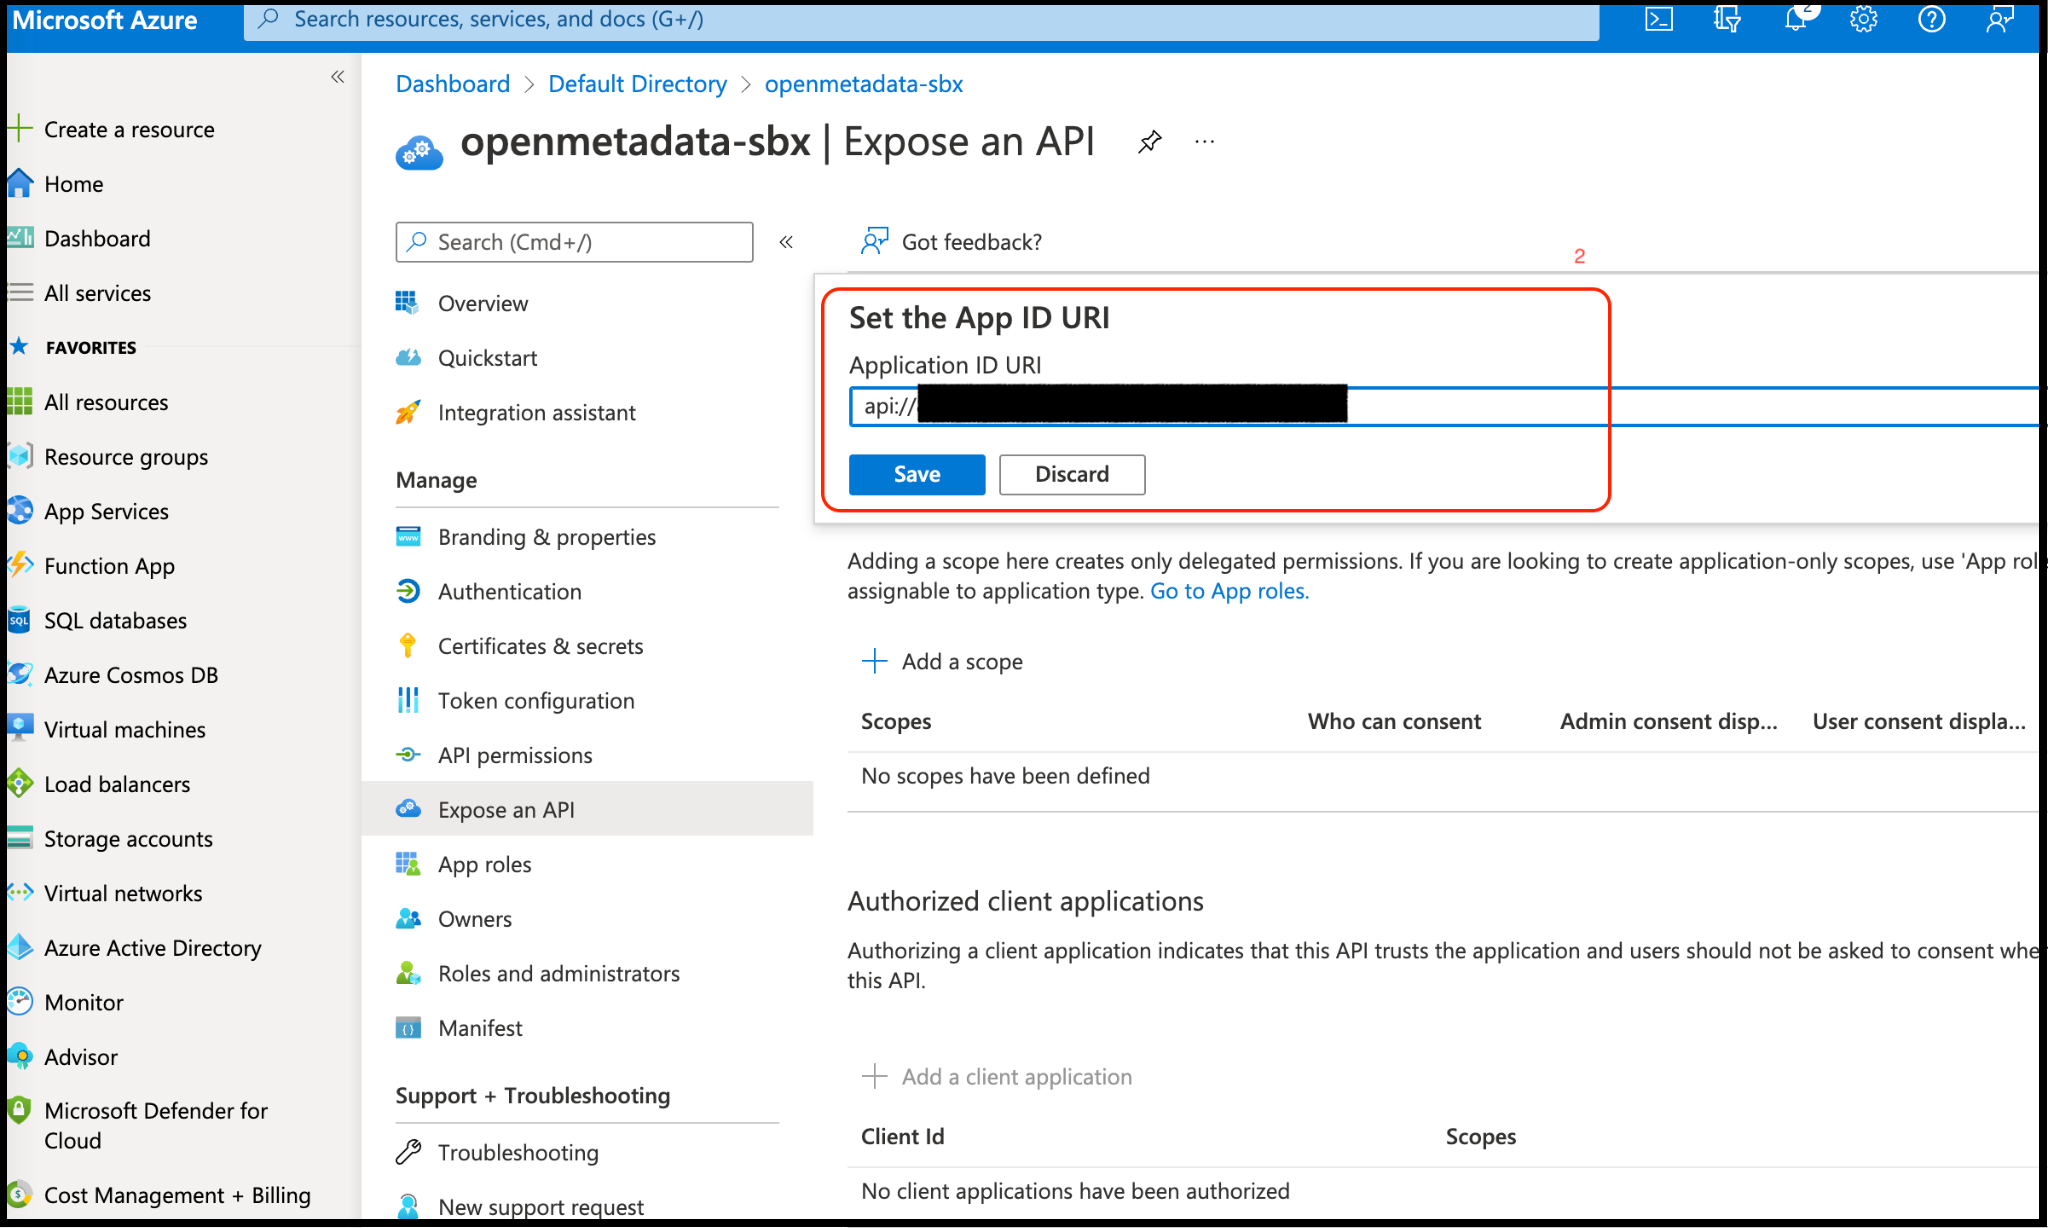 Microsoft Azure
Search resources, services, and docs (G+/)
2
Create a resource
Home
Dashboard
All services
FAVORITES
All resources
Resource groups
App Services
Function App
SQL databases
Azure Cosmos DB
Virtual machines
Load balancers
Storage accounts
Virtual networks
Azure Active Directory
Monitor
Advisor
Microsoft Defender for
Cloud
Cost Management + Billing
Dashboard > Default Directory > openmetadata-sbx
openmetadata-sbx | Expose an API
Search (Cmd+/)
Overview
Quickstart
Integration assistant
Manage
Branding & properties
Authentication
Certificates & secrets
Token configuration
API permissions
Expose an API
App roles
Owners
Roles and administrators
Manifest
Support + Troubleshooting
Troubleshooting
New support request
Got feedback?
2
Set the App ID URI
Application ID URI
api://
Save Discard
Adding a scope here creates only delegated permissions. If you are looking to create application-only scopes, use 'App rol
assignable to application type. Go to App roles.
Add a scope
Scopes Who can consent Admin consent disp... User consent displa...
No scopes have been defined
Authorized client applications
Authorizing a client application indicates that this API trusts the application and users should not be asked to consent whe
this API.
Add a client application
Client Id Scopes
No client applications have been authorized